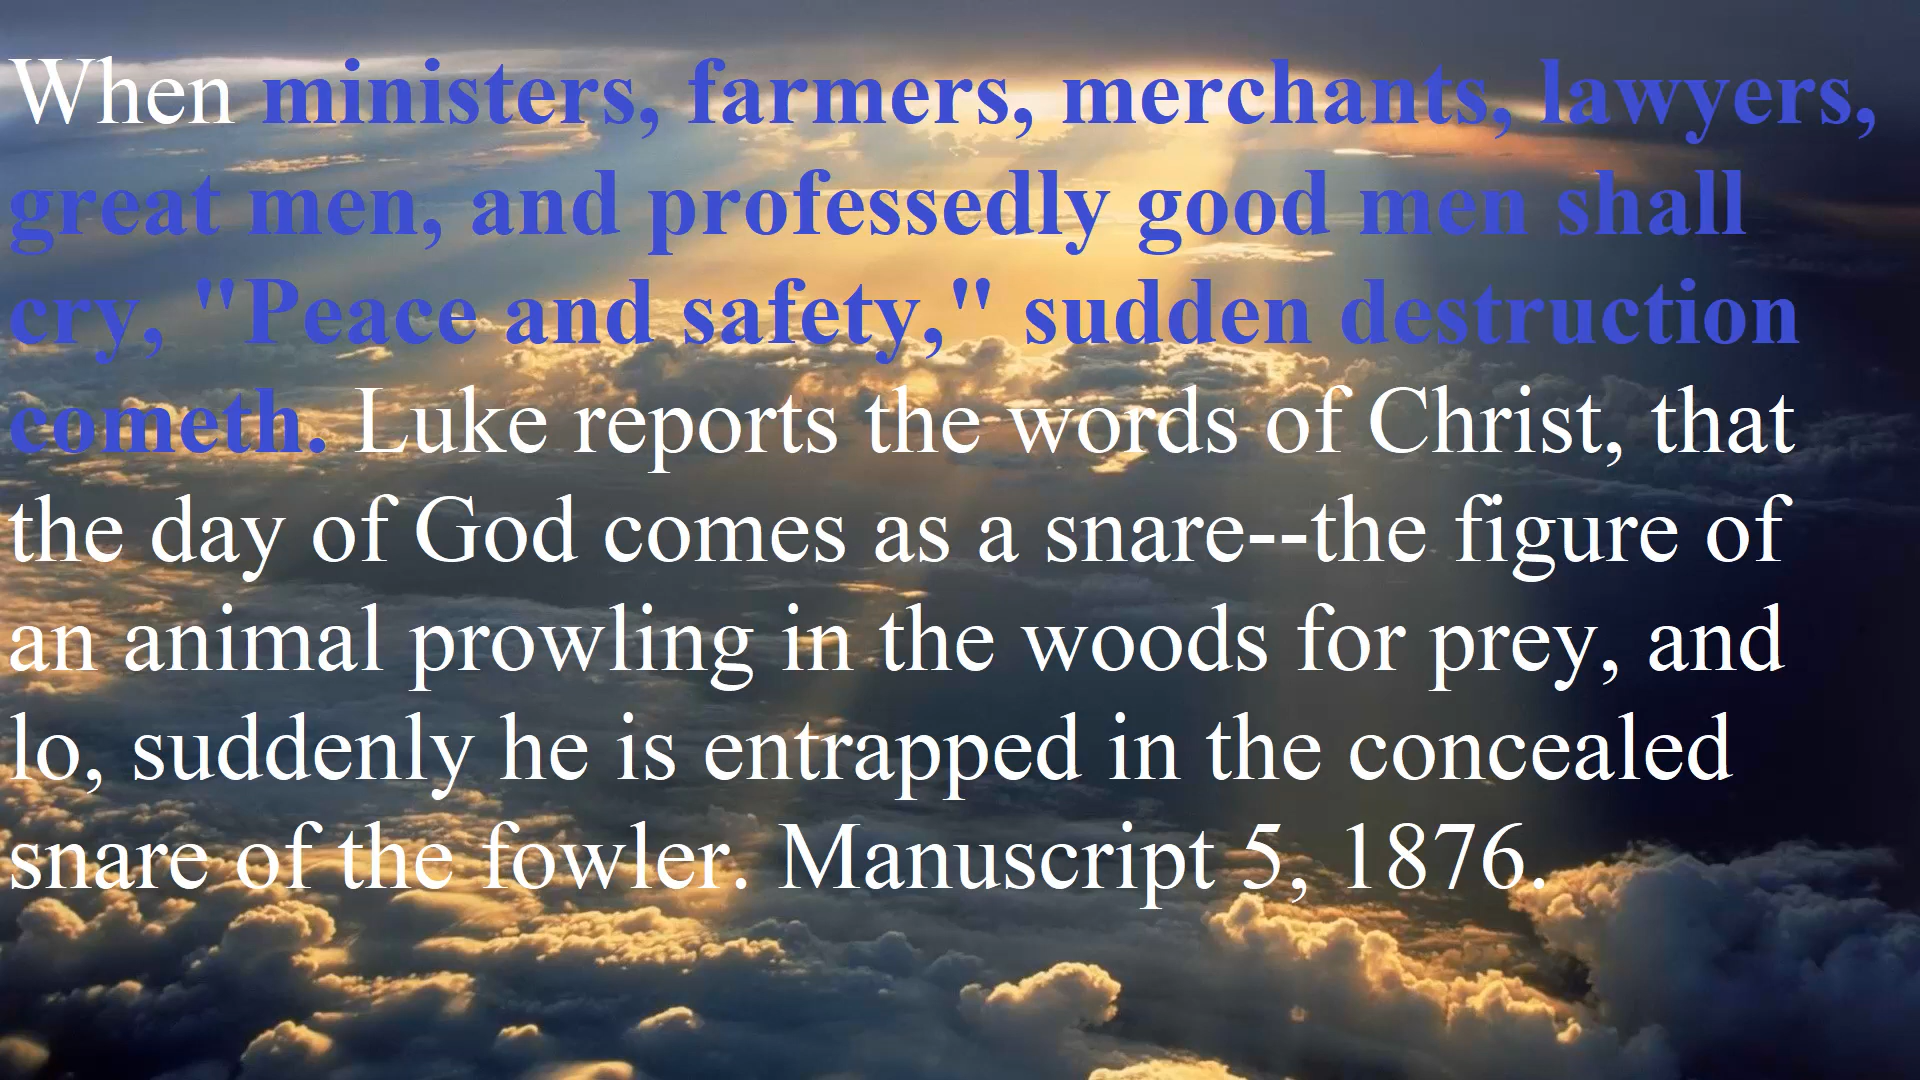 When ministers, farmers, merchants, lawyers,
great men, and professedly good men shall
cry, "Peace and safety," sudden destruction
cometh. Luke reports the words of Christ, that
the day of God comes as a snare--the figure of
an animal prowling in the woods for prey, and
lo, suddenly he is entrapped in the concealed
snare of the fowler. Manuscript 5, 1876.